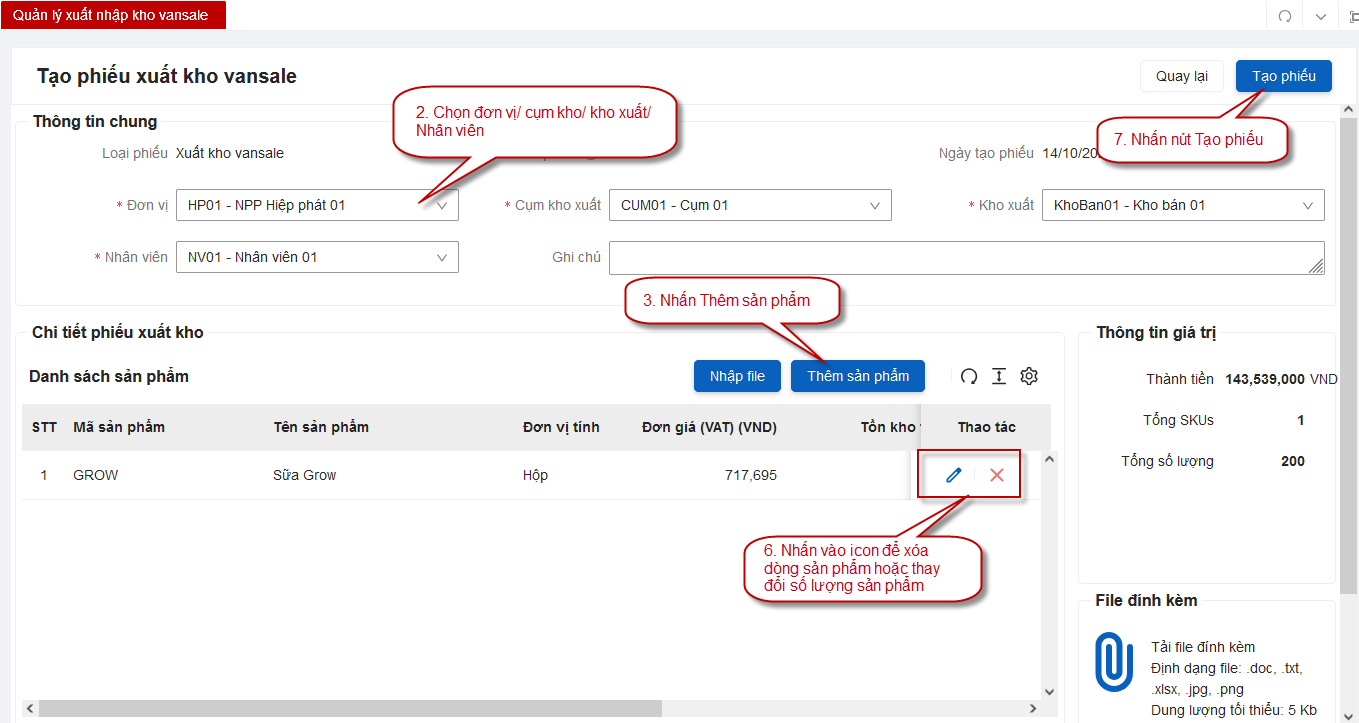 Quản lý xuất nhập kho vansale
Tạo phiếu xuất kho vansale
Quay lại
Tạo phiếu
2. Chọn đơn vị/ cụm kho/ kho xuất/
Nhân viên
7. Nhấn nút Tạo phiếu
Thông tin chung
Loại phiếu Xuất kho vansale
Ngày tạo phiếu 14/10/20
* Đơn vị HP01 - NPP Hiệp phát 01
* Cụm kho xuất CUM01 - Cụm 01
* Kho xuất KhoBan01 - Kho bán 01
* Nhân viên NV01 - Nhân viên 01
Ghi chú
3. Nhấn Thêm sản phẩm
Chi tiết phiếu xuất kho
Danh sách sản phẩm
Nhập file
Thêm sản phẩm
STT Mã sản phẩm Tên sản phẩm Đơn vị tính Đơn giá (VAT) (VND) Tồn kho Thao tác
1 GROW Sữa Grow Hộp 717,695
6. Nhấn vào icon để xóa
dòng sản phẩm hoặc thay
đổi số lượng sản phẩm
Thông tin giá trị
Thành tiền 143,539,000 VND
Tổng SKUs 1
Tổng số lượng 200
File đính kèm
Tải file đính kèm
Định dạng file: .doc, .txt,
.xlsx, .jpg, .png
Dung lượng tối thiểu: 5 Kb